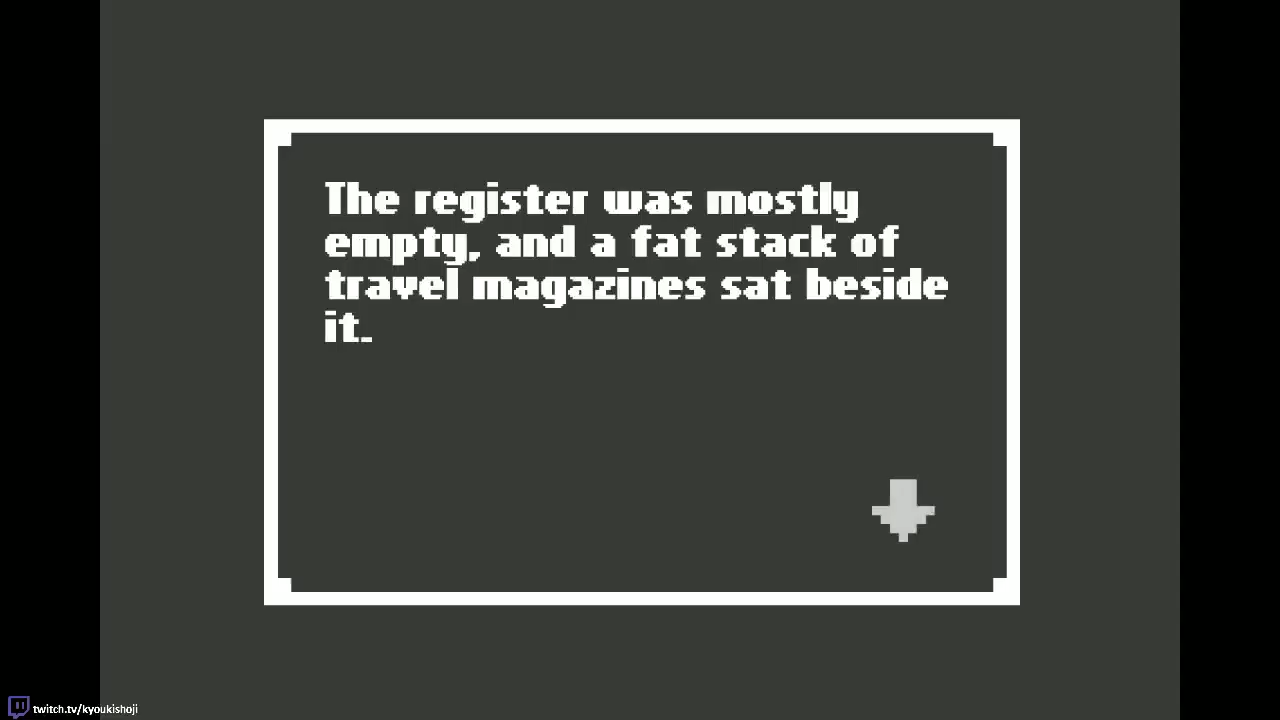 The register was mostly
empty, and a fat stack of
travel magazines sat beside
it.
twitch.tv/kyoukishoji